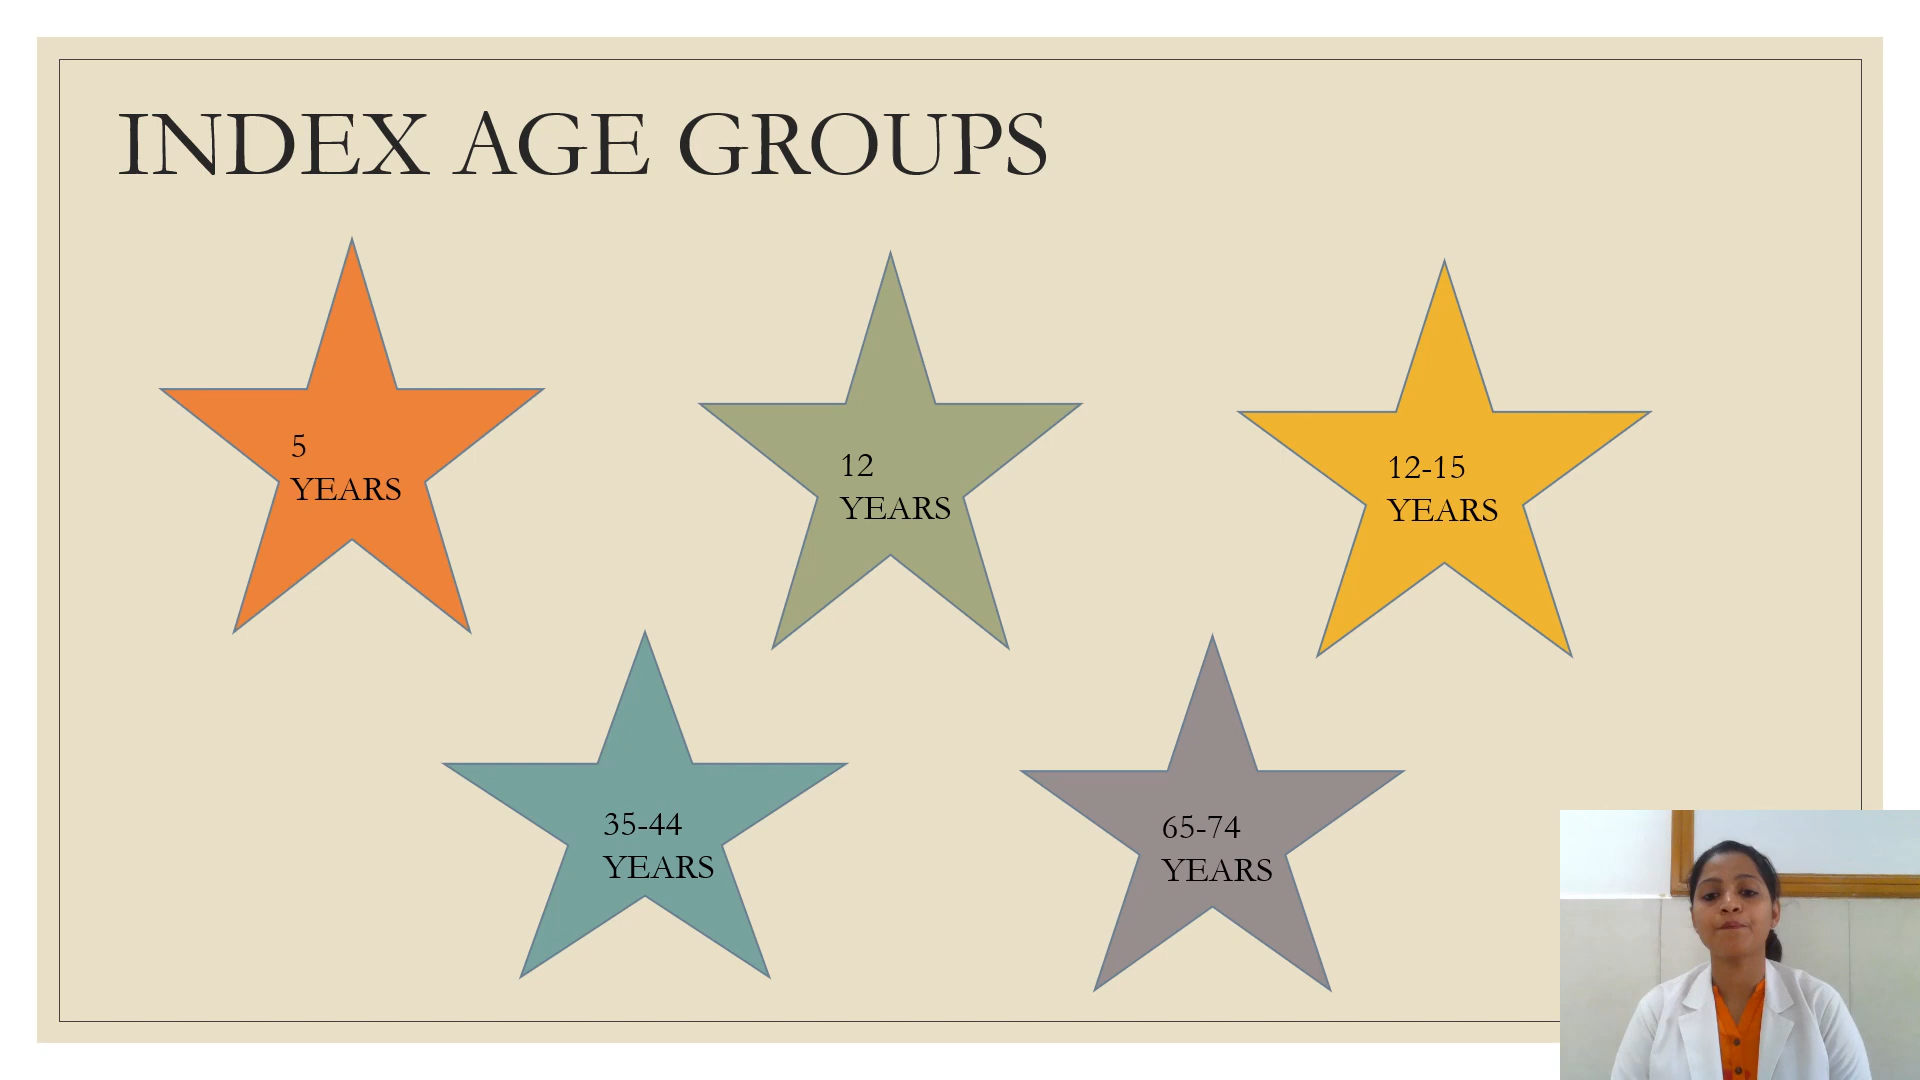 INDEX AGE GROUPS
5
YEARS
12
YEARS
12-15
YEARS
35-44
YEARS
65-74
YEARS